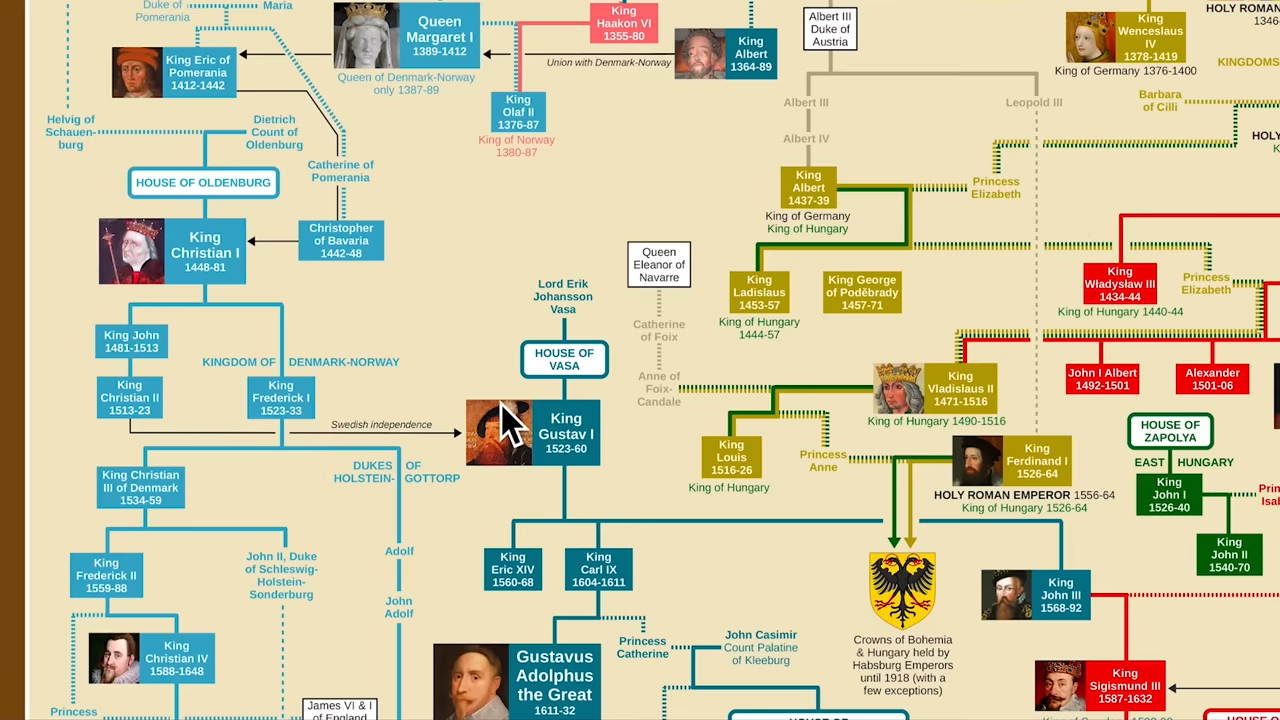 Duke of
Pomerania
Maria
King Eric of
Pomerania
1412-1442
Queen
Margaret I
1389-1412
Queen of Denmark-Norway
only 1387-89
King
Haakon VI
1355-80
Union with Denmark-Norway
King
Albert
1364-89
King
Olaf II
1376-87
King of Norway
1380-87
Albert III
Duke of
Austria
Albert III
Leopold III
Albert IV
King
Wenceslaus
IV
1378-1419
King of Germany 1376-1400
HOLY ROMAN
1346
KINGDOMS
Barbara
of Cilli
HOLY
K
Helvig of
Schauen-
burg
Dietrich
Count of
Oldenburg
HOUSE OF OLDENBURG
Catherine of
Pomerania
King
Christian I
1448-81
Christopher
of Bavaria
1442-48
King
Albert
1437-39
King of Germany
King of Hungary
Princess
Elizabeth
Queen
Eleanor of
Navarre
Catherine
of Foix
Anne of
Foix-
Candale
King
Ladislaus
1453-57
King of Hungary
1444-57
King George
of Poděbrady
1457-71
King
Władysław III
1434-44
King of Hungary 1440-44
Princess
Elizabeth
Lord Erik
Johansson
Vasa
HOUSE OF
VASA
King John
1481-1513
KINGDOM OF DENMARK-NORWAY
King
Christian II
1513-23
King
Frederick I
1523-33
Swedish independence
King
Gustav I
1523-60
King
Vladislaus II
1471-1516
King of Hungary 1490-1516
John I Albert
1492-1501
Alexander
1501-06
King
Louis
1516-26
King of Hungary
Princess
Anne
King
Ferdinand I
1526-64
HOLY ROMAN EMPEROR 1556-64
King of Hungary 1526-64
HOUSE OF
ZAPOLYA
EAST HUNGARY
King
John I
1526-40
Prin
Isab
King
John II
1540-70
King Christian
III of Denmark
1534-59
DUKES OF
HOLSTEIN-GOTTORP
Adolf
John
Adolf
King
Frederick II
1559-88
John II, Duke
of Schleswig-
Holstein-
Sonderburg
King
Eric XIV
1560-68
King
Carl IX
1604-1611
King
John III
1568-92
King
Christian IV
1588-1648
Princess
James VI & I
of England
Gustavus
Adolphus
the Great
1611-32
Princess
Catherine
John Casimir
Count Palatine
of Kleeburg
Crowns of Bohemia
& Hungary held by
Habsburg Emperors
until 1918 (with a
few exceptions)
King
Sigismund III
1587-1632